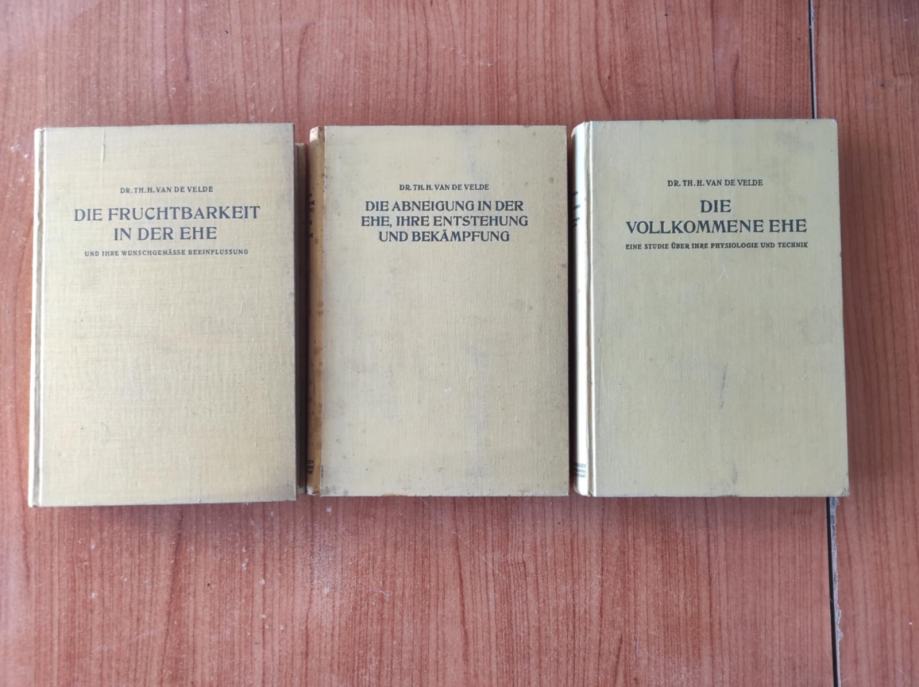 DR. TH. H. VAN DE VELDE
DIE FRUCHTBARKEIT
IN DER EHE
UND IHRE WUNSCHGEMÄSSE BEEINFLUSSUNG
DR. TH. H. VAN DE VELDE
DIE ABNEIGUNG IN DER
EHE, IHRE ENTSTEHUNG
UND BEKÄMPFUNG
DR. TH. H. VAN DE VELDE
DIE
VOLLKOMMENE EHE
EINE STUDIE ÜBER IHRE PHYSIOLOGIE UND TECHNIK